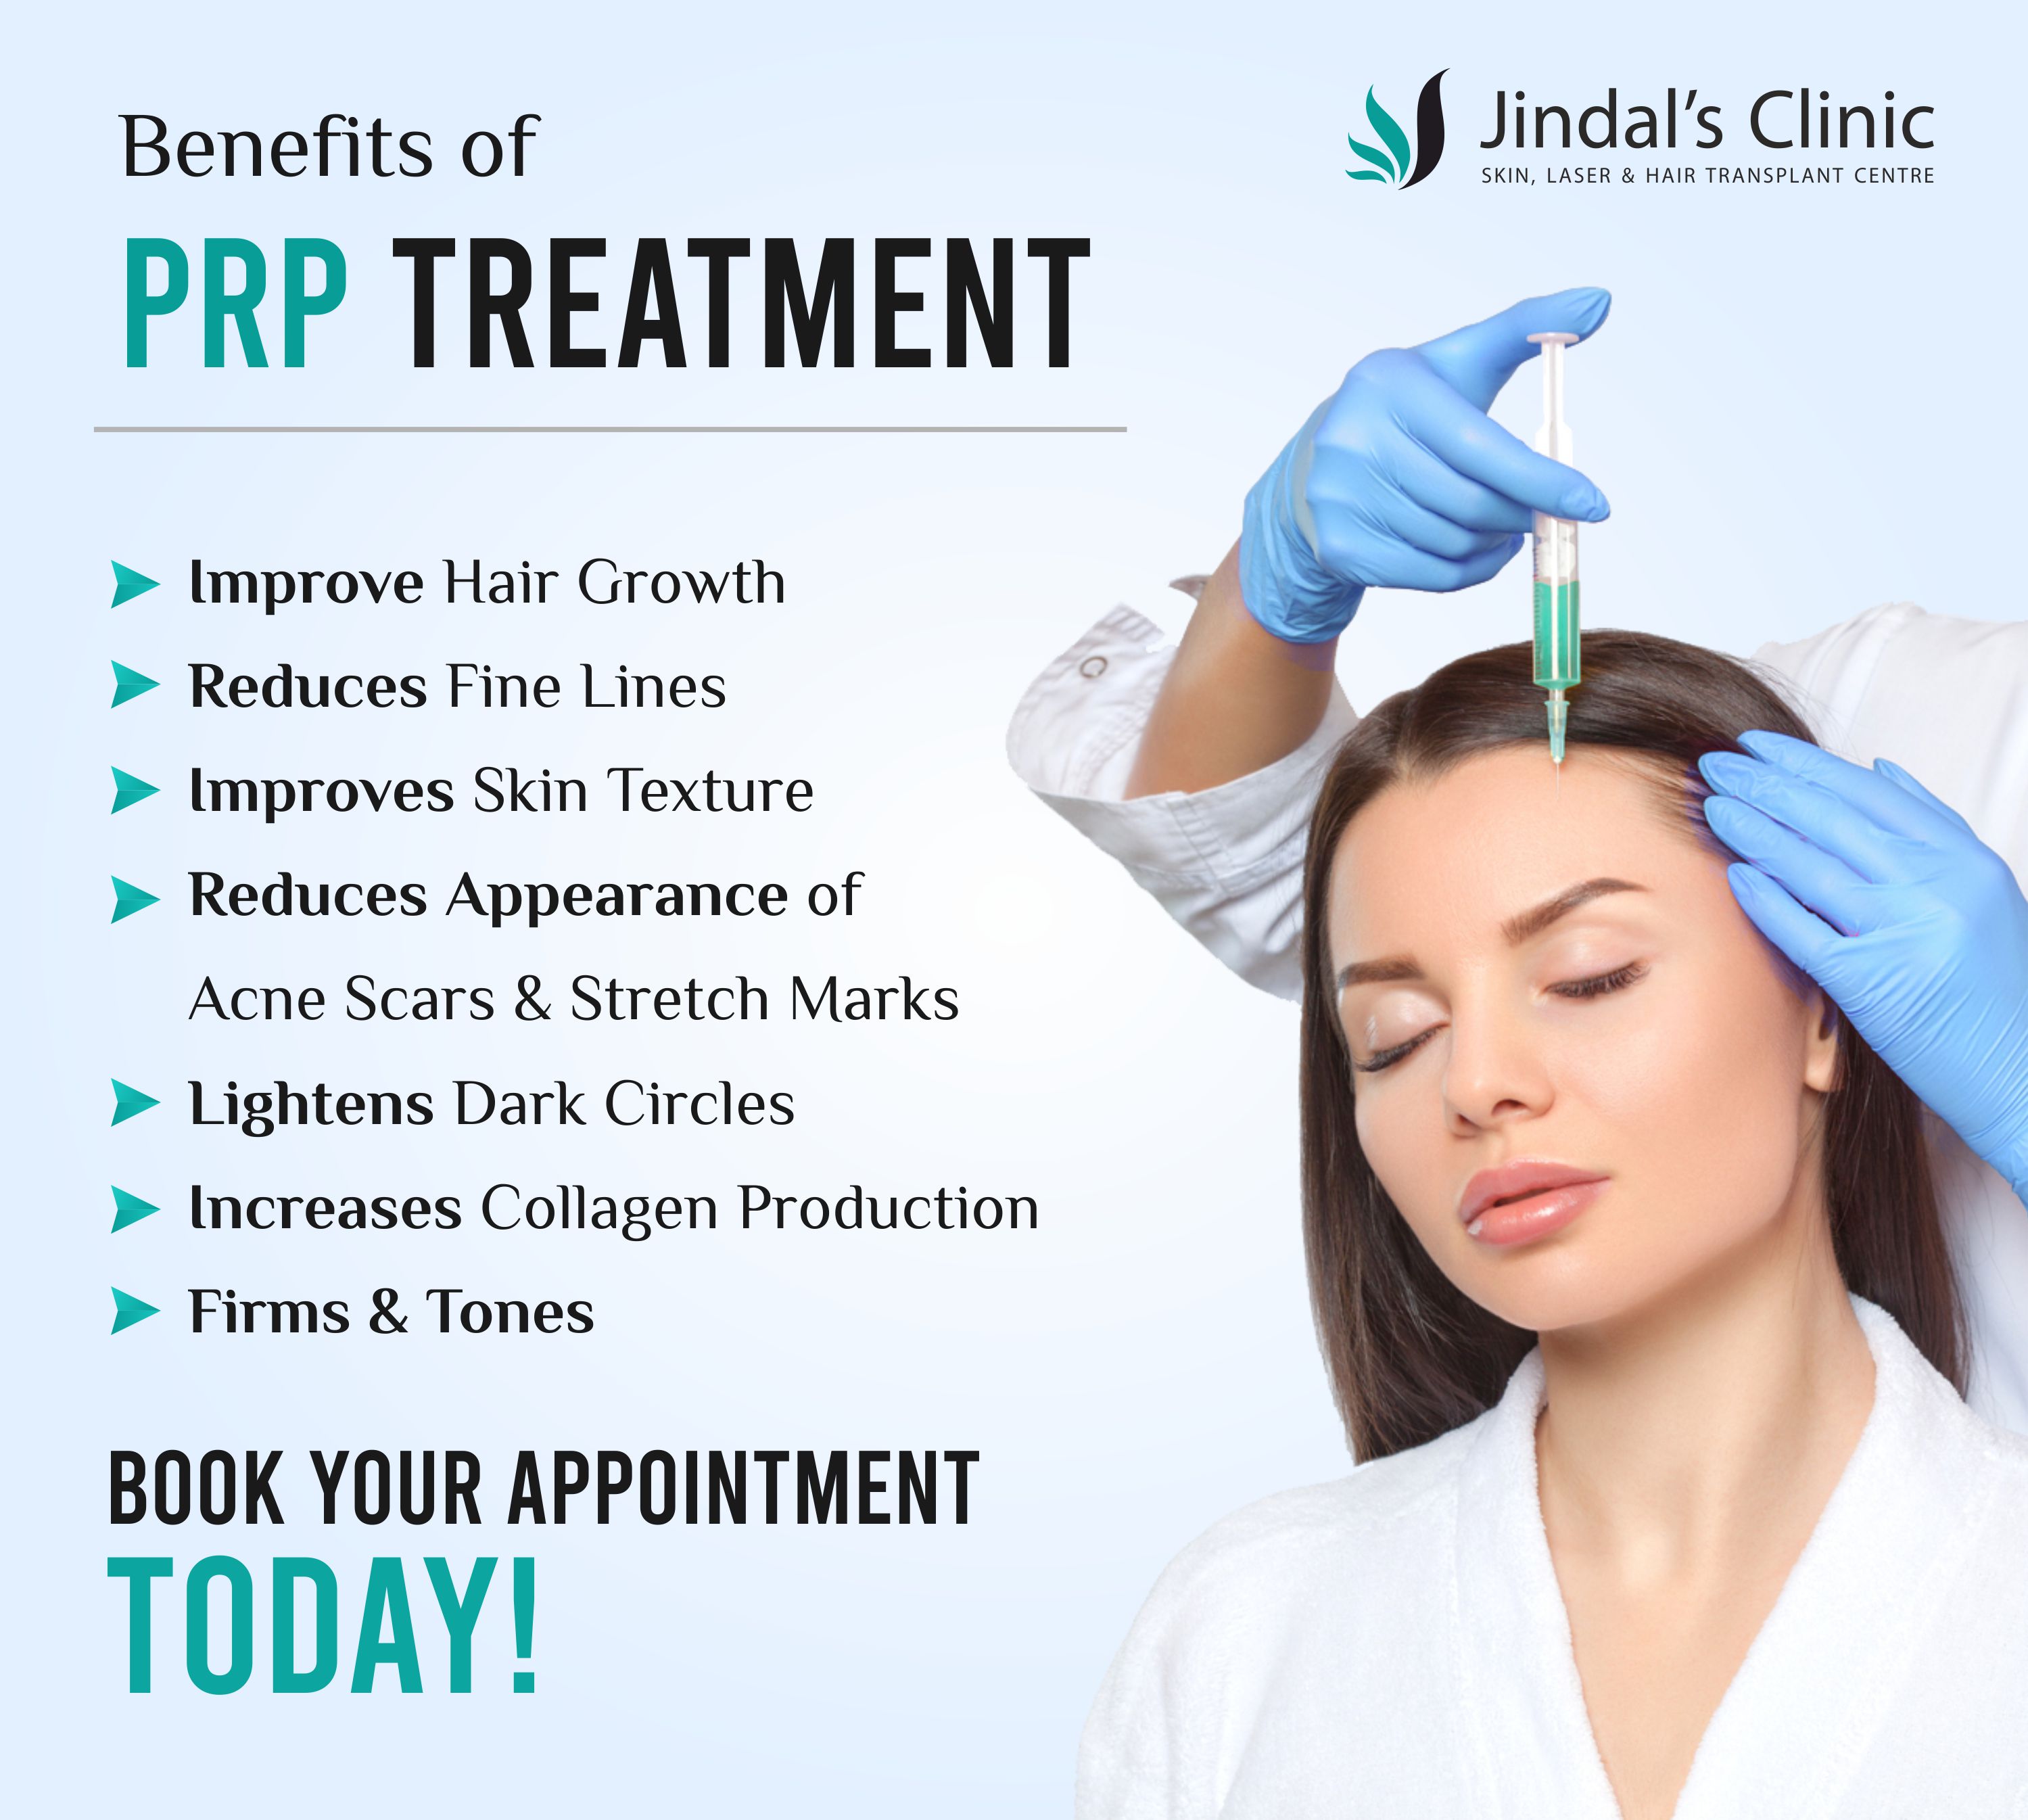 Jindal's Clinic
SKIN, LASER & HAIR TRANSPLANT CENTRE
Benefits of
PRP TREATMENT
Improve Hair Growth
Reduces Fine Lines
Improves Skin Texture
Reduces Appearance of
Acne Scars & Stretch Marks
Lightens Dark Circles
Increases Collagen Production
Firms & Tones
BOOK YOUR APPOINTMENT
TODAY!